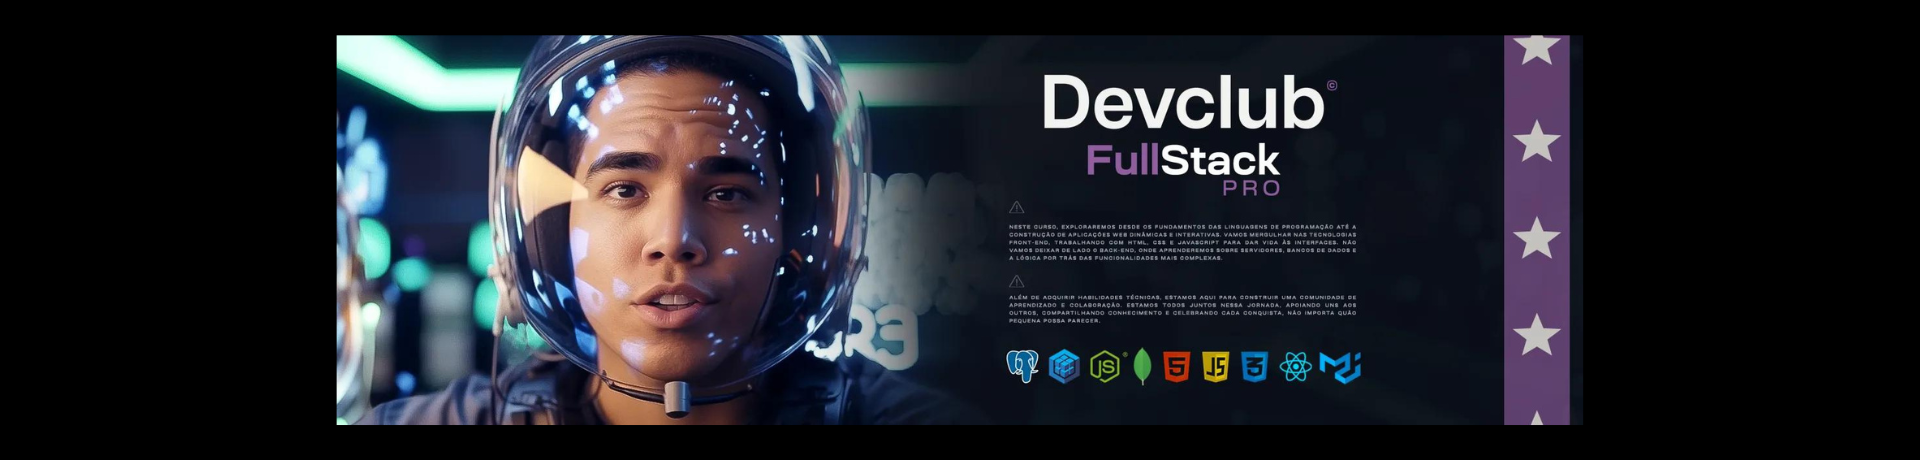 Devclub©
FullStack
PRO
NESTE CURSO, EXPLORAREMOS DESDE OS FUNDAMENTOS DAS LINGUAGENS DE PROGRAMAÇÃO ATÉ A
CONSTRUÇÃO DE APLICAÇÕES WEB DINÂMICAS E INTERATIVAS. VAMOS MERGULHAR NAS TECNOLOGIAS
FRONT-END, TRABALHANDO COM HTML, CSS E JAVASCRIPT PARA DAR VIDA ÀS INTERFACES. NÃO
VAMOS DEIXAR DE LADO O BACK-END, ONDE APRENDEREMOS SOBRE SERVIDORES, BANCOS DE DADOS E
A LÓGICA POR TRÁS DAS FUNCIONALIDADES MAIS COMPLEXAS.
ALÉM DE ADQUIRIR HABILIDADES TÉCNICAS, ESTAMOS AQUI PARA CONSTRUIR UMA COMUNIDADE DE
APRENDIZADO E COLABORAÇÃO. ESTAMOS TODOS JUNTOS NESSA JORNADA, APOIANDO UNS AOS
OUTROS, COMPARTILHANDO CONHECIMENTO E CELEBRANDO CADA CONQUISTA, NÃO IMPORTA QUÃO
PEQUENA POSSA PARECER.
JS® 5 JS 3